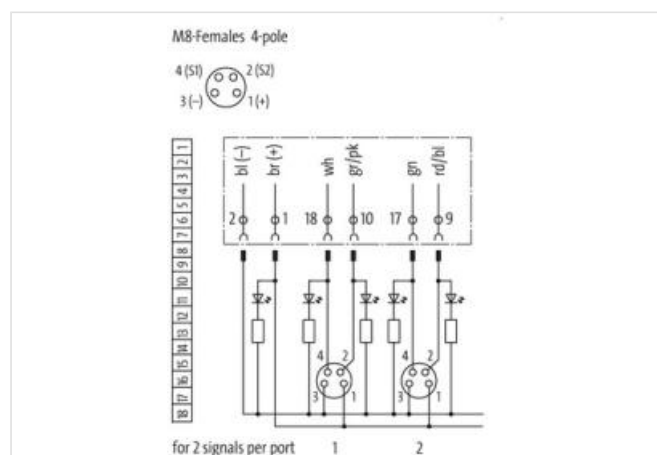 M8-Females 4-pole
4 (S1) 2 (S2)
3 (–) 1 (+)
1
2
3
4
5
6
7
8
9
10
11
12
13
14
15
16
17
18
bl (–) br (+) wh gr/pk gn rd/bl
2 1 18 10 17 9
4 2 4 2
3 1 3 1
for 2 signals per port 1 2